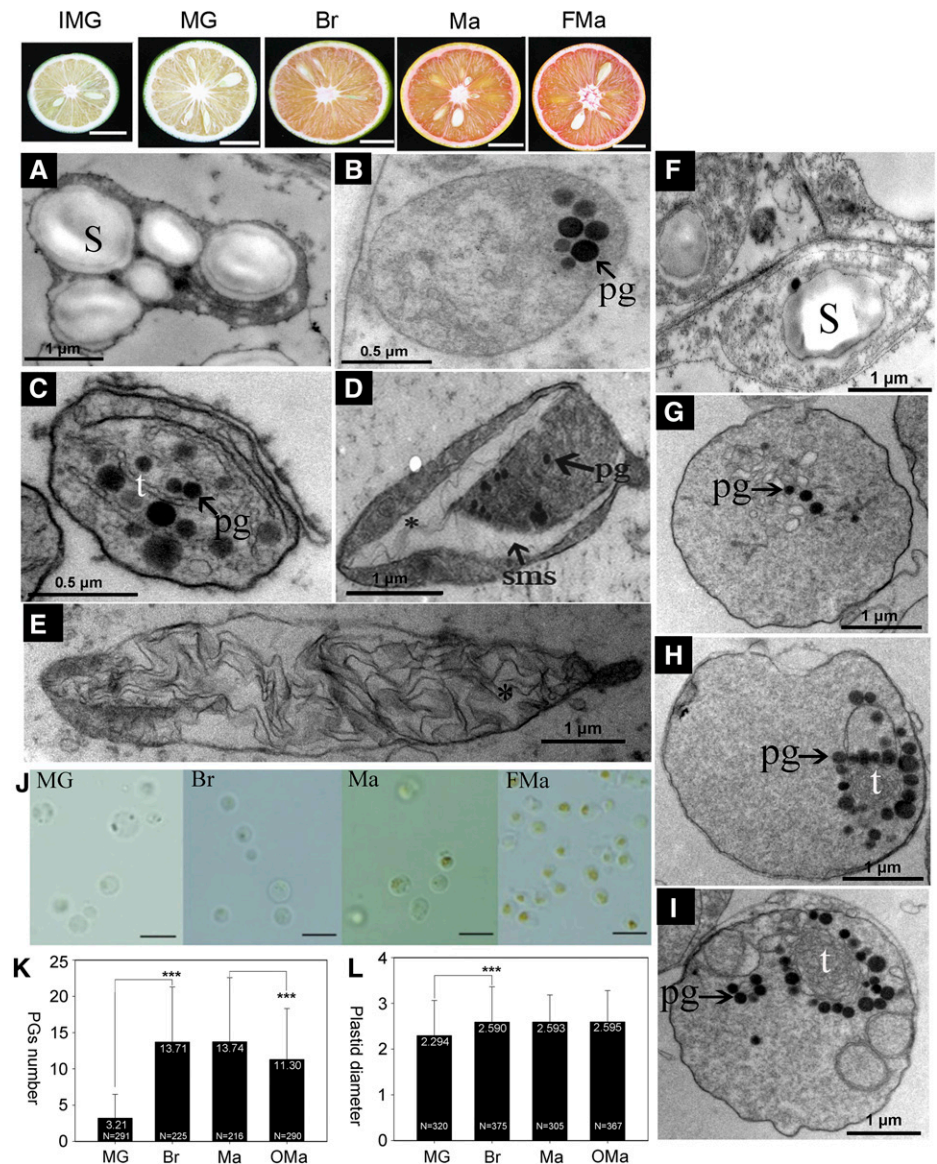 IMG MG Br Ma FMa
A
S
1 µm
B
pg
0.5 µm
F
S
1 µm
C
t
pg
0.5 µm
D
pg
*
sms
1 µm
G
pg
1 µm
E
*
1 µm
H
pg
t
1 µm
J
MG Br Ma FMa
I
t
pg
1 µm
K
25
20
15
10
5
0
PGs number
***
***
3.21 13.71 13.74 11.30
N=291 N=225 N=216 N=290
MG Br Ma OMa
L
4
3
2
1
0
Plastid diameter
***
2.294 2.590 2.593 2.595
N=320 N=375 N=305 N=367
MG Br Ma OMa